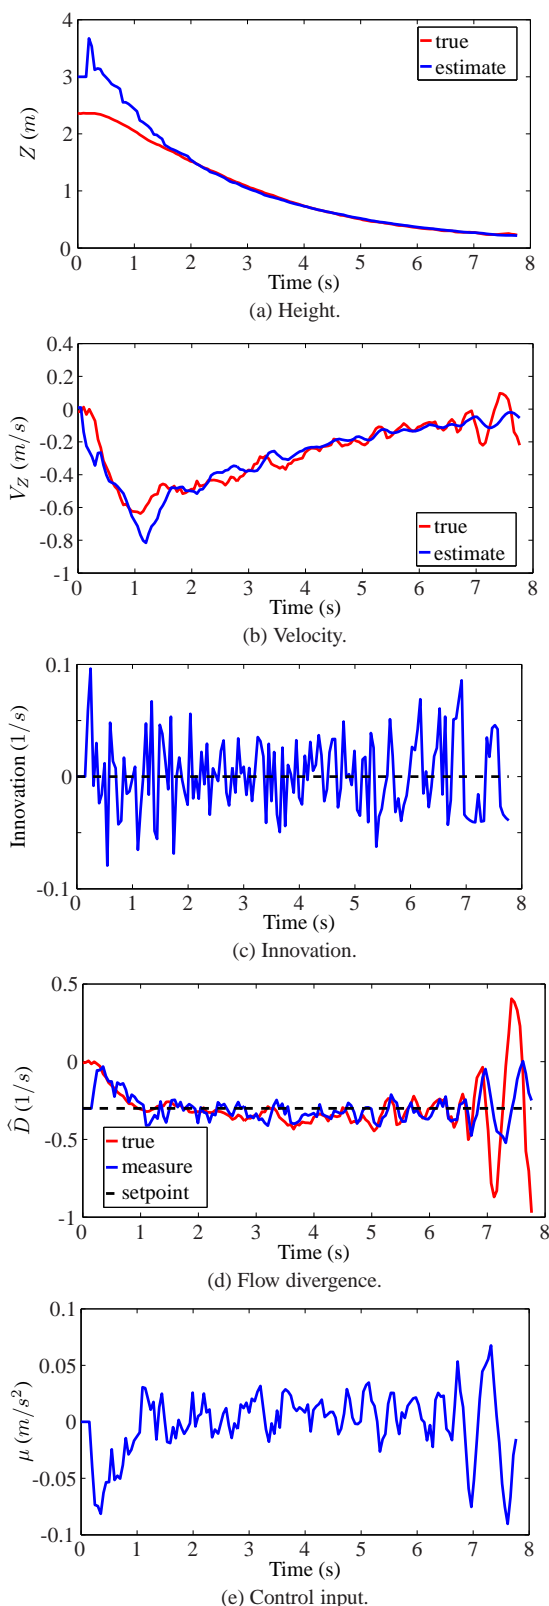 4
3
2
1
0
Z (m)
true
estimate
0 1 2 3 4 5 6 7 8
Time (s)
(a) Height.
0.4
0.2
0
-0.2
-0.4
-0.6
-0.8
-1
V_Z (m/s)
true
estimate
0 1 2 3 4 5 6 7 8
Time (s)
(b) Velocity.
0.1
0
-0.1
Innovation (1/s)
0 1 2 3 4 5 6 7 8
Time (s)
(c) Innovation.
0.5
0
-0.5
-1
D̂ (1/s)
true
measure
setpoint
0 1 2 3 4 5 6 7 8
Time (s)
(d) Flow divergence.
0.1
0.05
0
-0.05
-0.1
μ (m/s²)
0 1 2 3 4 5 6 7 8
Time (s)
(e) Control input.